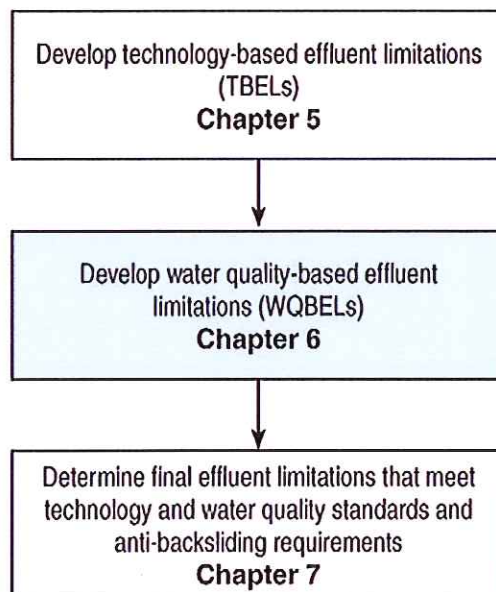 Develop technology-based effluent limitations
(TBELs)
Chapter 5
Develop water quality-based effluent
limitations (WQBELs)
Chapter 6
Determine final effluent limitations that meet
technology and water quality standards and
anti-backsliding requirements
Chapter 7